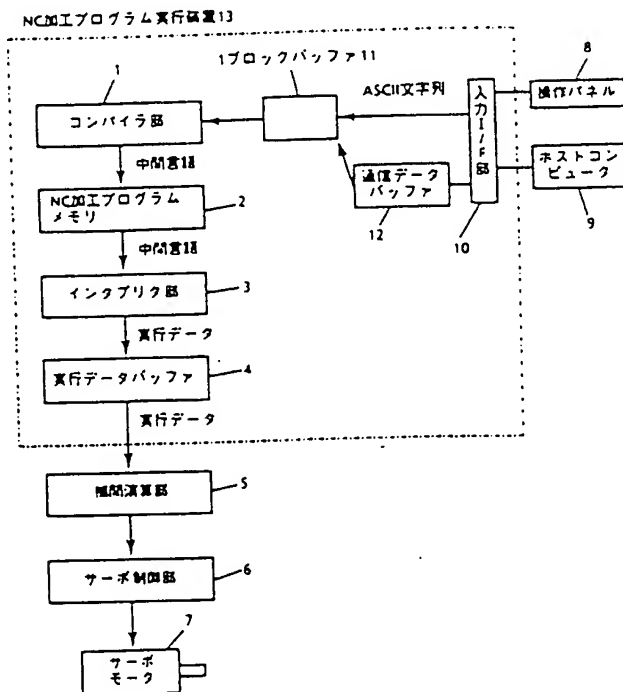 NC加工プログラム実行装置13
1
1ブロックバッファ11
8
コンパイラ部
ASCII文字列
入力I/F部
操作パネル
中間言語
ホストコン
ピュータ
9
NC加工プログラム
メモリ
2
通信データ
バッファ
12
10
中間言語
インタプリタ部
3
実行データ
実行データバッファ
4
実行データ
補間演算部
5
サーボ制御部
6
7
サーボ
モータ